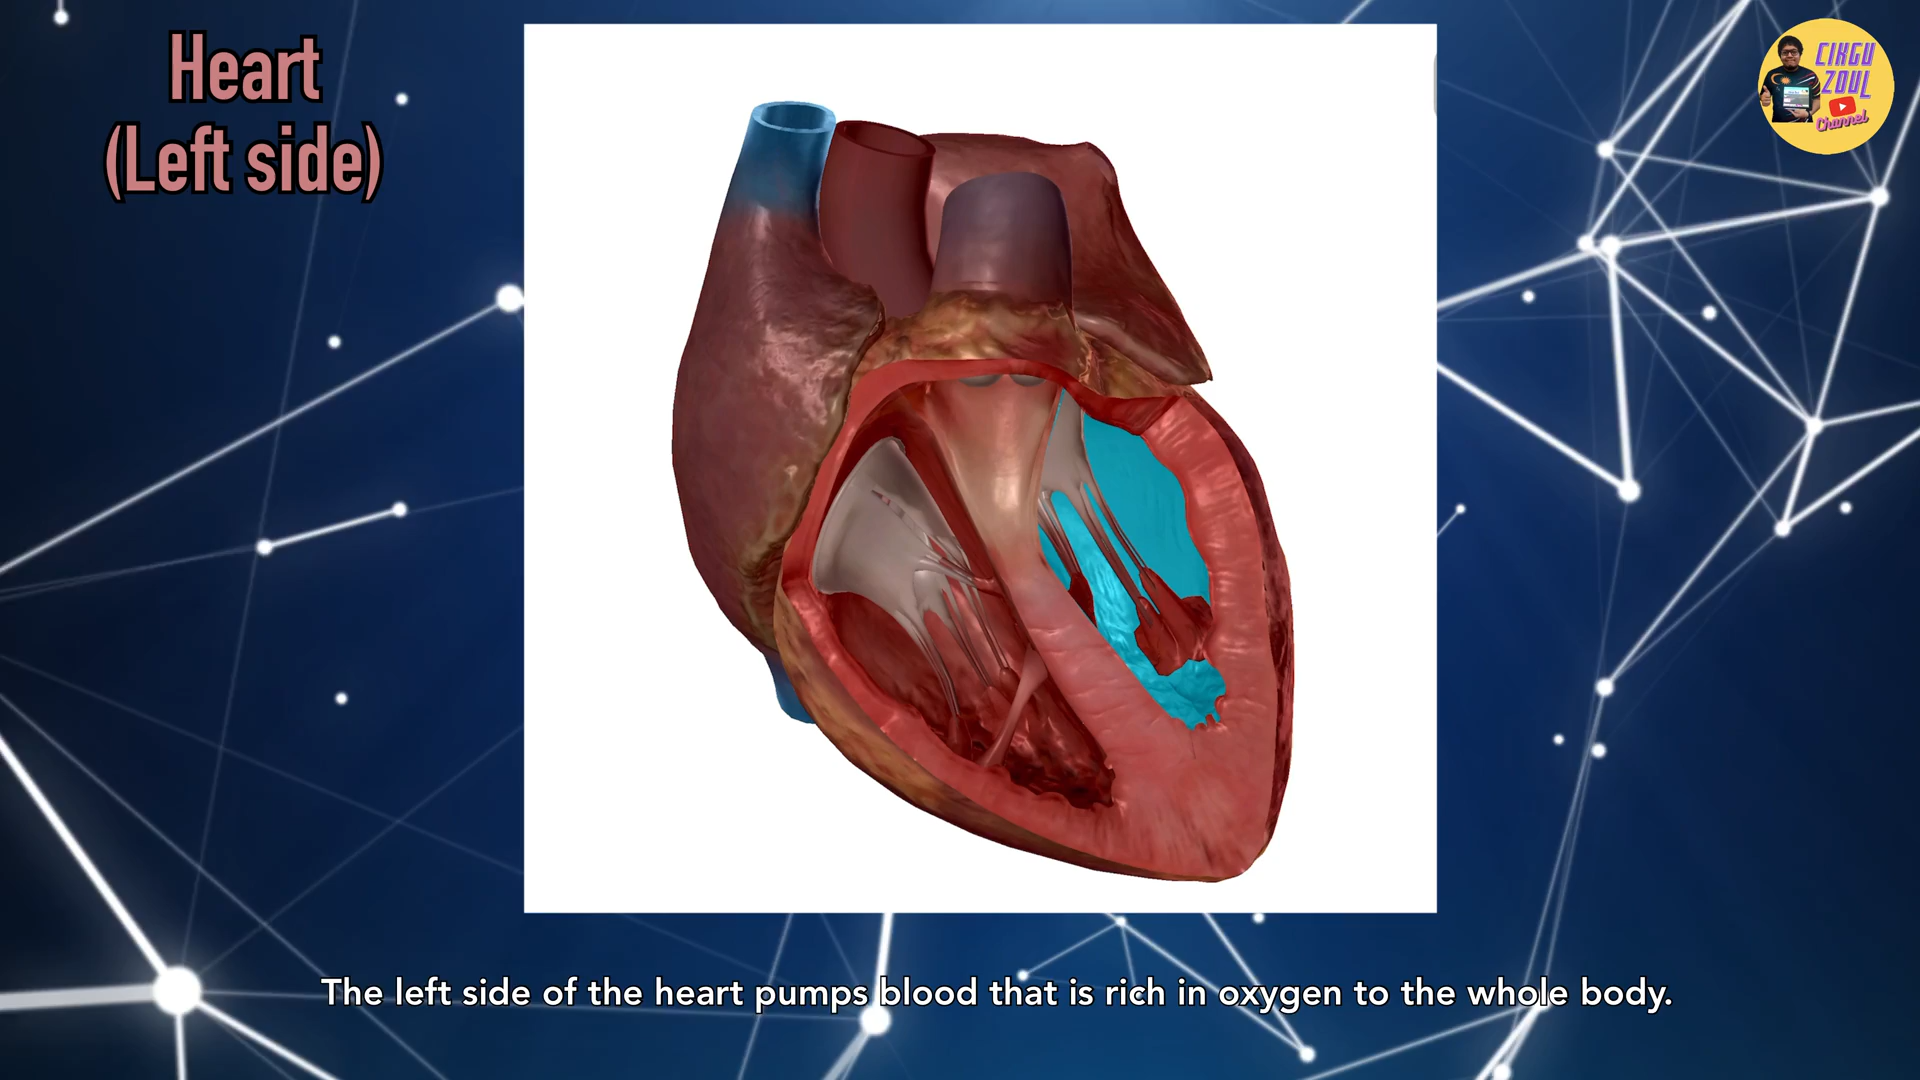 Heart
(Left side)
CIKGU
ZOUL
Channel
The left side of the heart pumps blood that is rich in oxygen to the whole body.